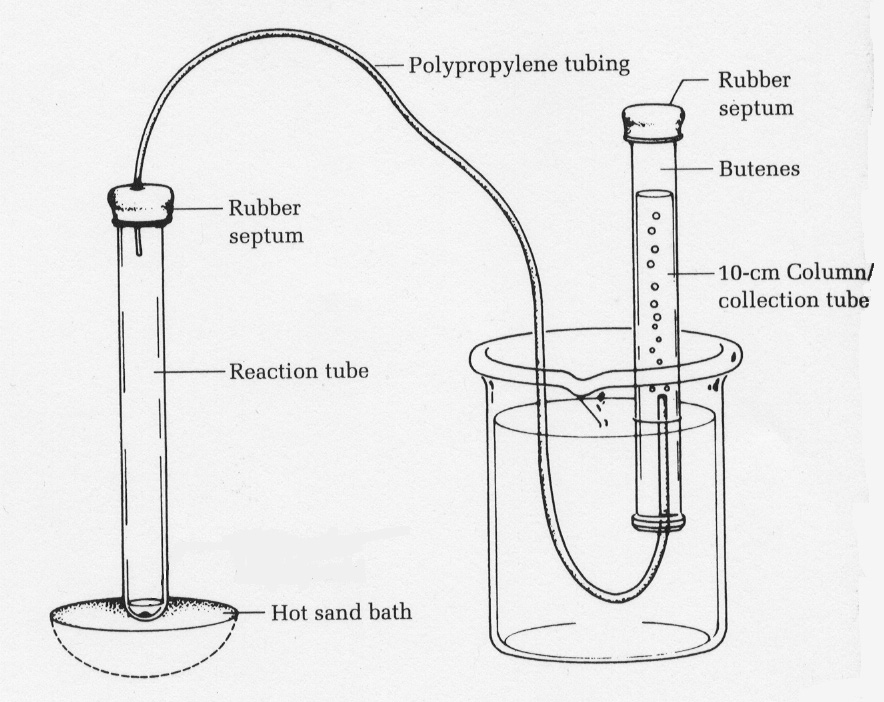 Polypropylene tubing
Rubber
septum
Butenes
Rubber
septum
10-cm Column/
collection tube
Reaction tube
Hot sand bath